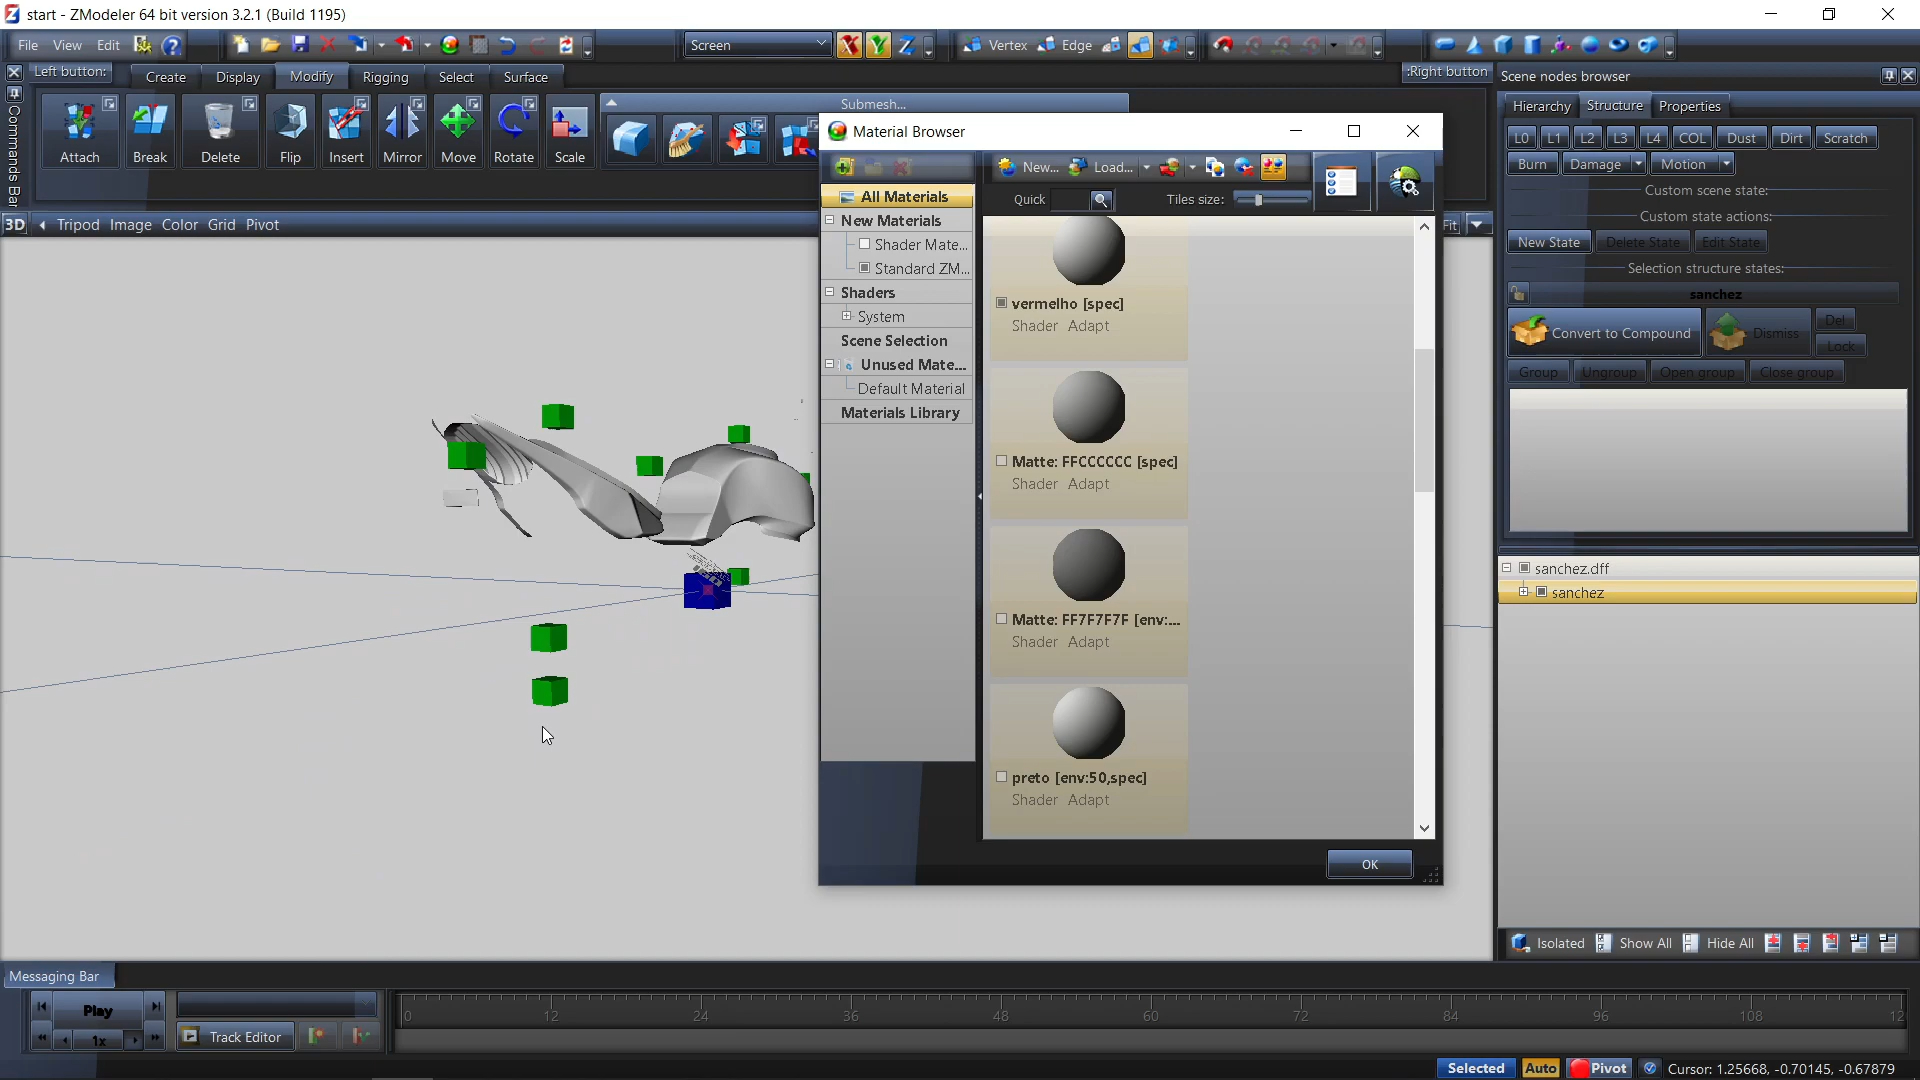 start - ZModeler 64 bit version 3.2.1 (Build 1195)
File View Edit
Screen
X Y Z
Vertex Edge
Left button:
Create Display Modify Rigging Select Surface
:Right button
Scene nodes browser
Commands Bar
Attach Break Delete Flip Insert Mirror Move Rotate Scale
Submesh...
Material Browser
New... Load...
Quick
Tiles size:
Hierarchy Structure Properties
L0 L1 L2 L3 L4 COL Dust Dirt Scratch
Burn Damage Motion
Custom scene state:
Custom state actions:
New State Delete State Edit State
Selection structure states:
sanchez
Convert to Compound Dismiss Del
Lock
Group Ungroup Open group Close group
3D Tripod Image Color Grid Pivot
Fit
All Materials
New Materials
Shader Mate...
Standard ZM...
Shaders
System
Scene Selection
Unused Mate...
Default Material
Materials Library
vermelho [spec]
Shader Adapt
Matte: FFCCCCCC [spec]
Shader Adapt
Matte: FF7F7F7F [env:...
Shader Adapt
preto [env:50,spec]
Shader Adapt
OK
sanchez.dff
sanchez
Isolated Show All Hide All
Messaging Bar
Play
1x
Track Editor
0 12 24 36 48 60 72 84 96 108 12
Selected Auto Pivot Cursor: 1.25668, -0.70145, -0.67879